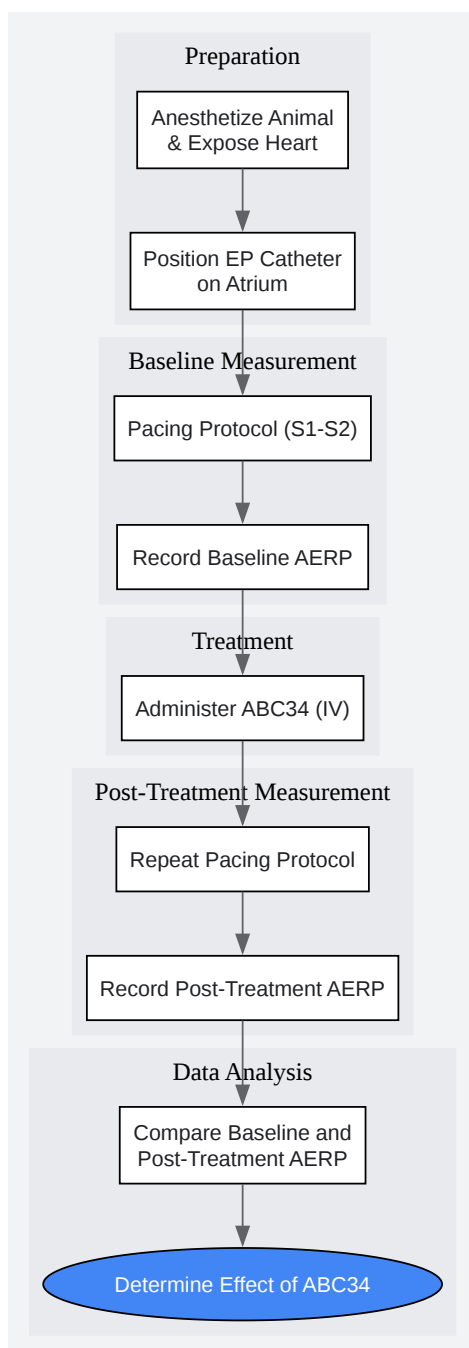 Preparation
Anesthetize Animal
& Expose Heart
Position EP Catheter
on Atrium
Baseline Measurement
Pacing Protocol (S1-S2)
Record Baseline AERP
Treatment
Administer ABC34 (IV)
Post-Treatment Measurement
Repeat Pacing Protocol
Record Post-Treatment AERP
Data Analysis
Compare Baseline and
Post-Treatment AERP
Determine Effect of ABC34